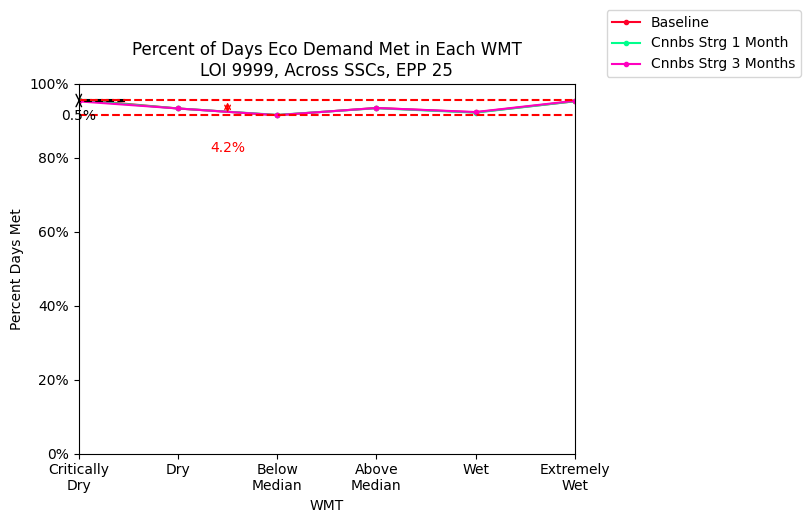 Baseline
Cnnbs Strg 1 Month
Cnnbs Strg 3 Months
Percent of Days Eco Demand Met in Each WMT
LOI 9999, Across SSCs, EPP 25
100%
0.5%
4.2%
80%
60%
40%
20%
0%
Percent Days Met
Critically
Dry
Dry
Below
Median
Above
Median
Wet
Extremely
Wet
WMT